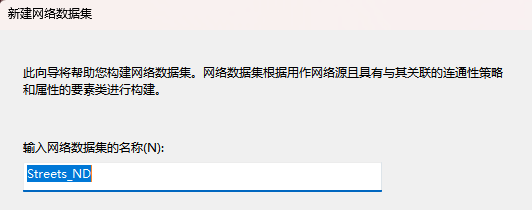 新建网络数据集
此向导将帮助您构建网络数据集。网络数据集根据用作网络源且具有与其关联的连通性策略
和属性的要素类进行构建。
输入网络数据集的名称(N):
Streets_ND